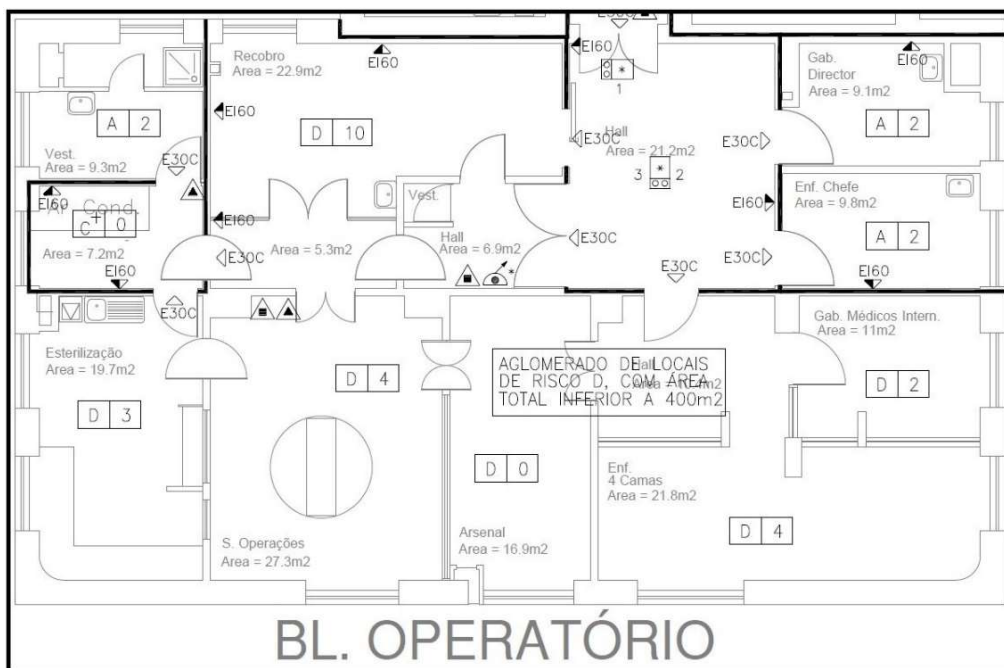 Recobro
Area = 22.9m2
EI60
EI60
D 10
A 2
Vest.
Area = 9.3m2
E30C
EI60
Cond.
C+ 0
Area = 7.2m2
EI60
E30C
EI60
E30C
Area = 5.3m2
Vest.
Hall
Area = 6.9m2
*
E30C
EI60
*
1
E30C
Hall
Area = 21.2m2
*
3 2
E30C
E30C
EI60
E30C
E30C
Gab.
Director
Area = 9.1m2
EI60
A 2
Enf. Chefe
Area = 9.8m2
A 2
EI60
Esterilização
Area = 19.7m2
D 3
D 4
S. Operações
Area = 27.3m2
AGLOMERADO DE LOCAIS
DE RISCO D, COM ÁREA
TOTAL INFERIOR A 400m2
Hall
D 0
Arsenal
Area = 16.9m2
Gab. Médicos Intern.
Area = 11m2
D 2
Enf.
4 Camas
Area = 21.8m2
D 4
BL. OPERATÓRIO